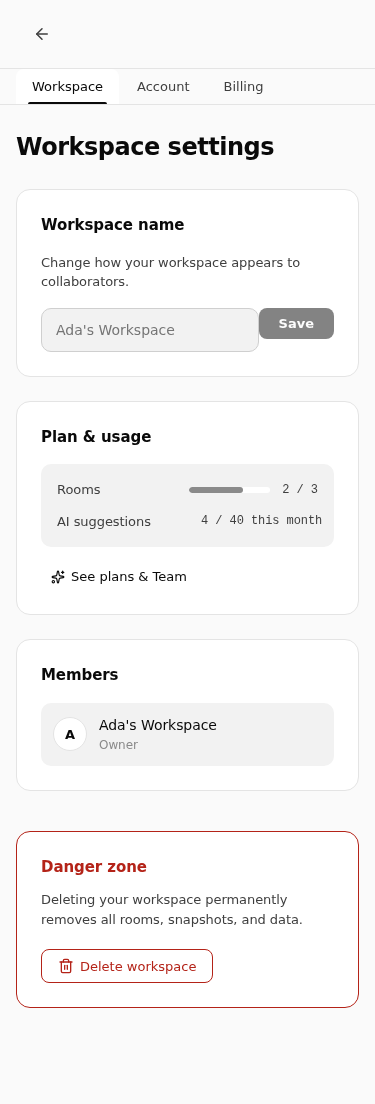 Workspace
Account
Billing
Workspace settings
Workspace name
Change how your workspace appears to
collaborators.
Ada's Workspace
Save
Plan & usage
Rooms
2 / 3
AI suggestions
4 / 40 this month
See plans & Team
Members
A
Ada's Workspace
Owner
Danger zone
Deleting your workspace permanently
removes all rooms, snapshots, and data.
Delete workspace